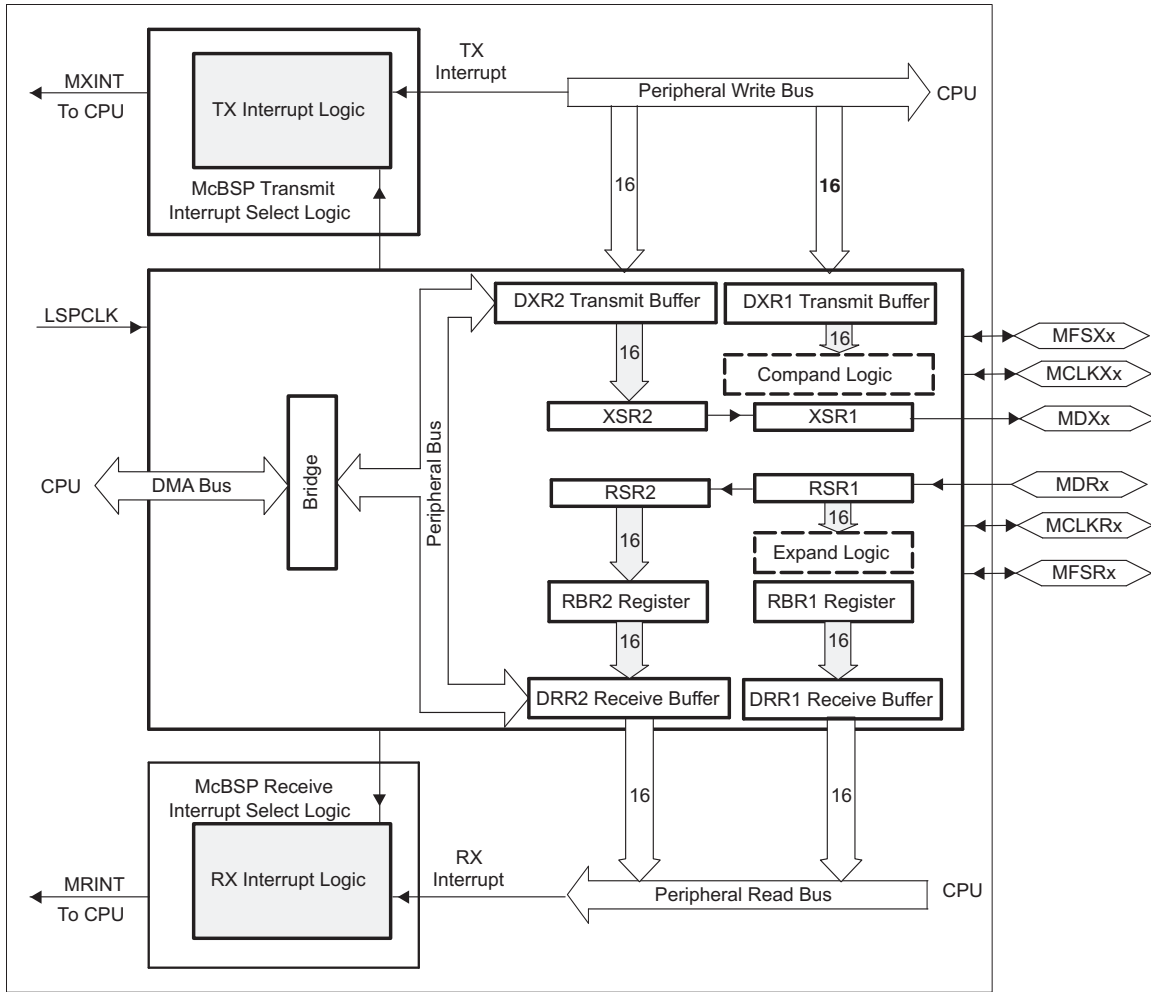 TX
Interrupt
MXINT
To CPU
TX Interrupt Logic
Peripheral Write Bus
CPU
McBSP Transmit
Interrupt Select Logic
16
16
LSPCLK
DXR2 Transmit Buffer
DXR1 Transmit Buffer
16
16
Compand Logic
XSR2
XSR1
MFSXx
MCLKXx
MDXx
CPU
DMA Bus
Bridge
Peripheral Bus
RSR2
RSR1
16
16
Expand Logic
RBR2 Register
RBR1 Register
16
16
DRR2 Receive Buffer
DRR1 Receive Buffer
MDRx
MCLKRx
MFSRx
McBSP Receive
Interrupt Select Logic
16
16
RX Interrupt Logic
RX
Interrupt
MRINT
To CPU
Peripheral Read Bus
CPU